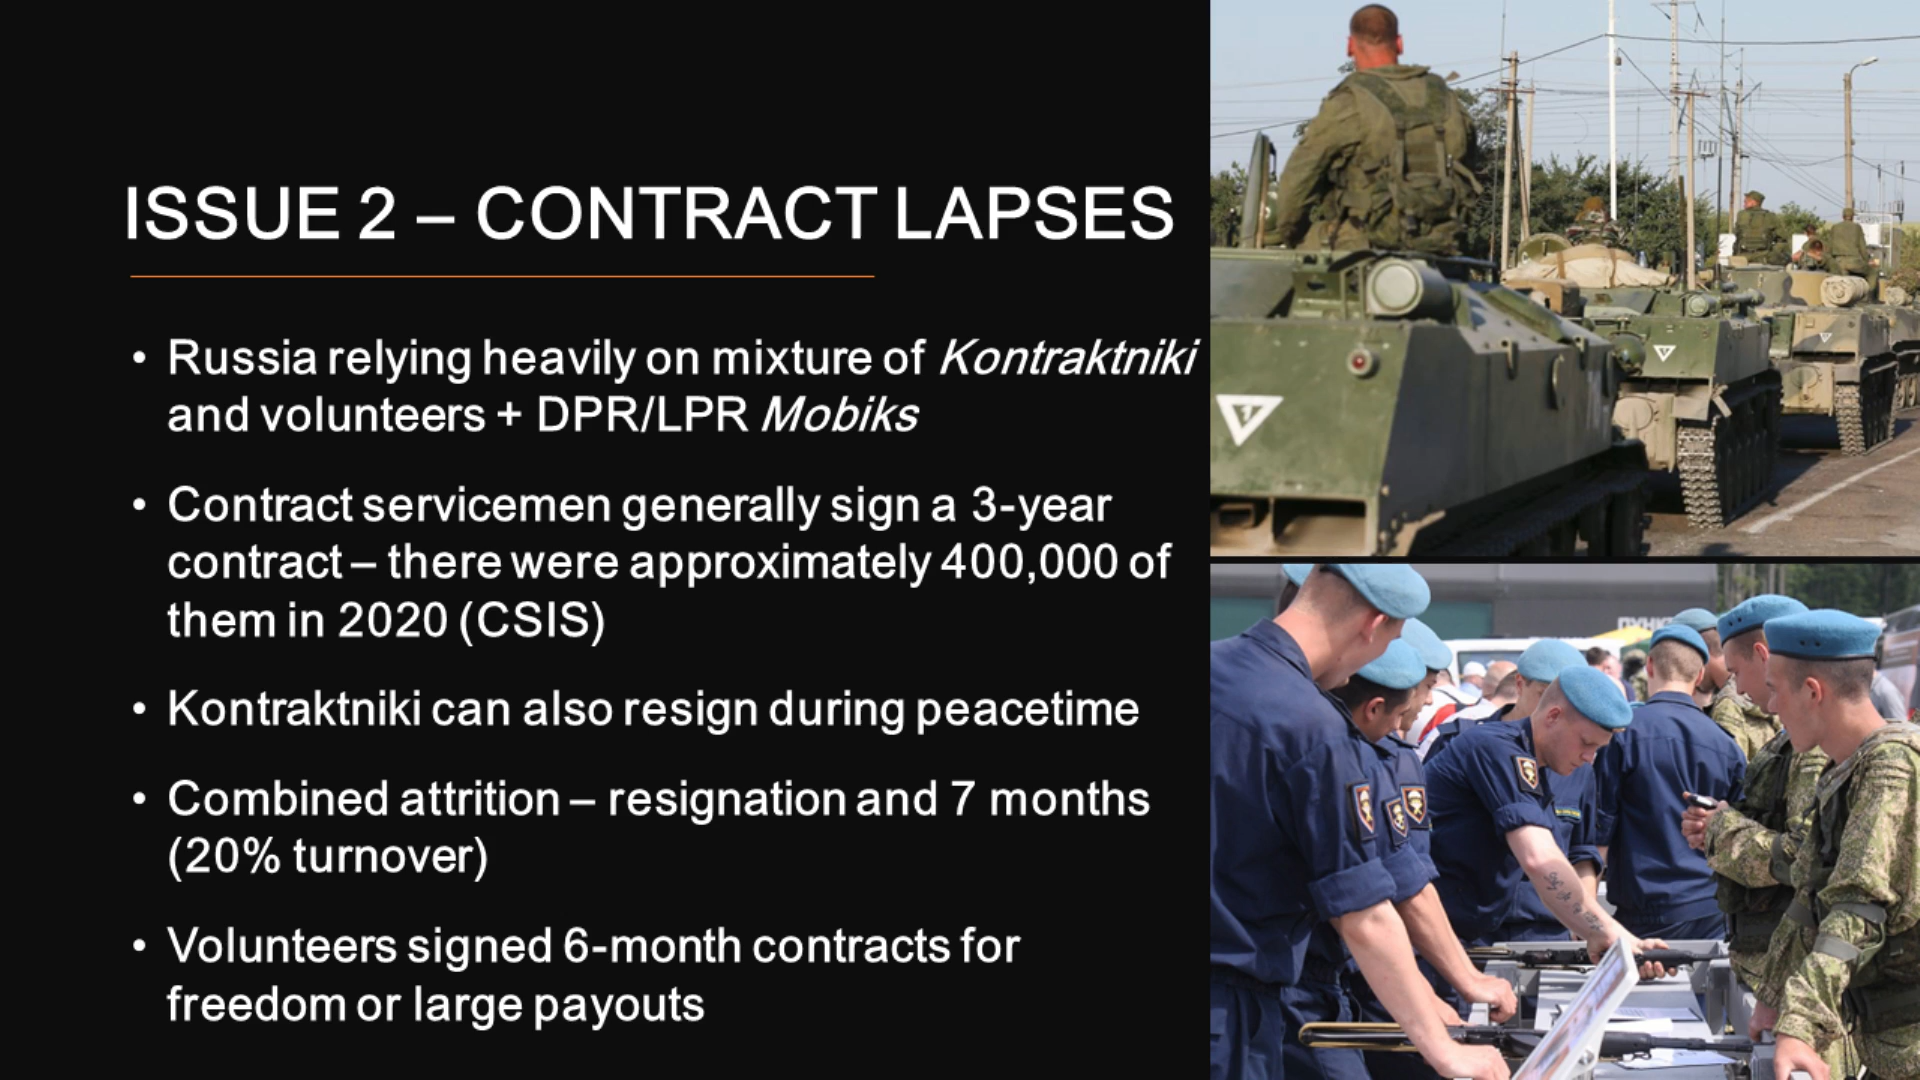 ISSUE 2 – CONTRACT LAPSES
• Russia relying heavily on mixture of Kontraktniki
and volunteers + DPR/LPR Mobiks
• Contract servicemen generally sign a 3-year
contract – there were approximately 400,000 of
them in 2020 (CSIS)
• Kontraktniki can also resign during peacetime
• Combined attrition – resignation and 7 months
(20% turnover)
• Volunteers signed 6-month contracts for
freedom or large payouts
1
ПУНКТ